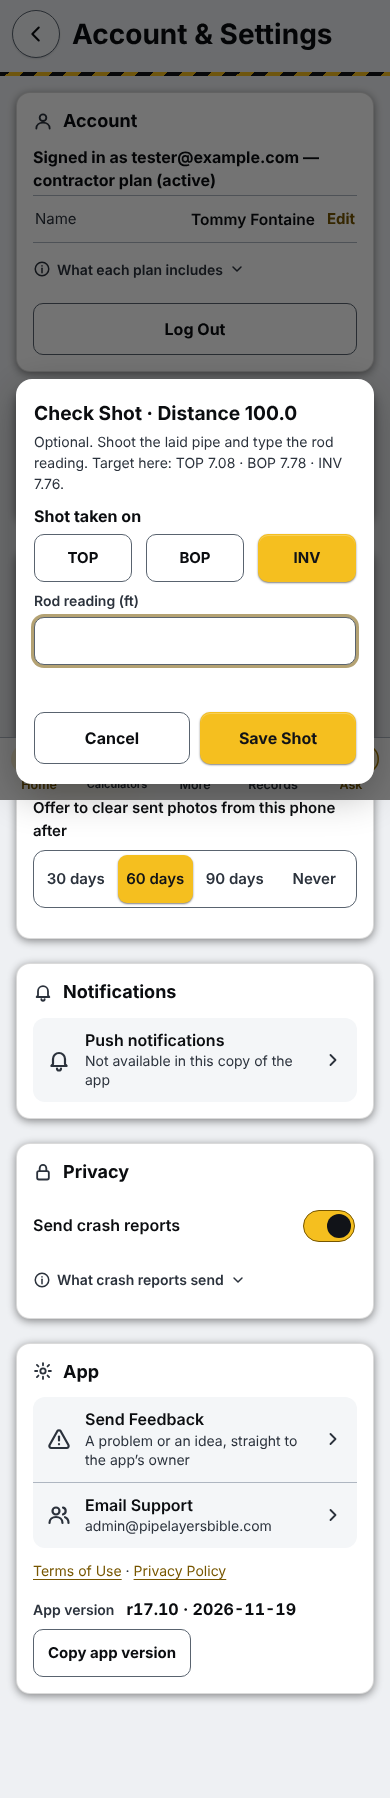 Account & Settings
Account
Signed in as tester@example.com —
contractor plan (active)
Name Tommy Fontaine Edit
What each plan includes
Log Out
Check Shot · Distance 100.0
Optional. Shoot the laid pipe and type the rod
reading. Target here: TOP 7.08 · BOP 7.78 · INV
7.76.
Shot taken on
TOP BOP INV
Rod reading (ft)
Cancel Save Shot
Home Calculators More Records Ask
Offer to clear sent photos from this phone
after
30 days 60 days 90 days Never
Notifications
Push notifications
Not available in this copy of the
app
Privacy
Send crash reports
What crash reports send
App
Send Feedback
A problem or an idea, straight to
the app’s owner
Email Support
admin@pipelayersbible.com
Terms of Use · Privacy Policy
App version r17.10 · 2026-11-19
Copy app version